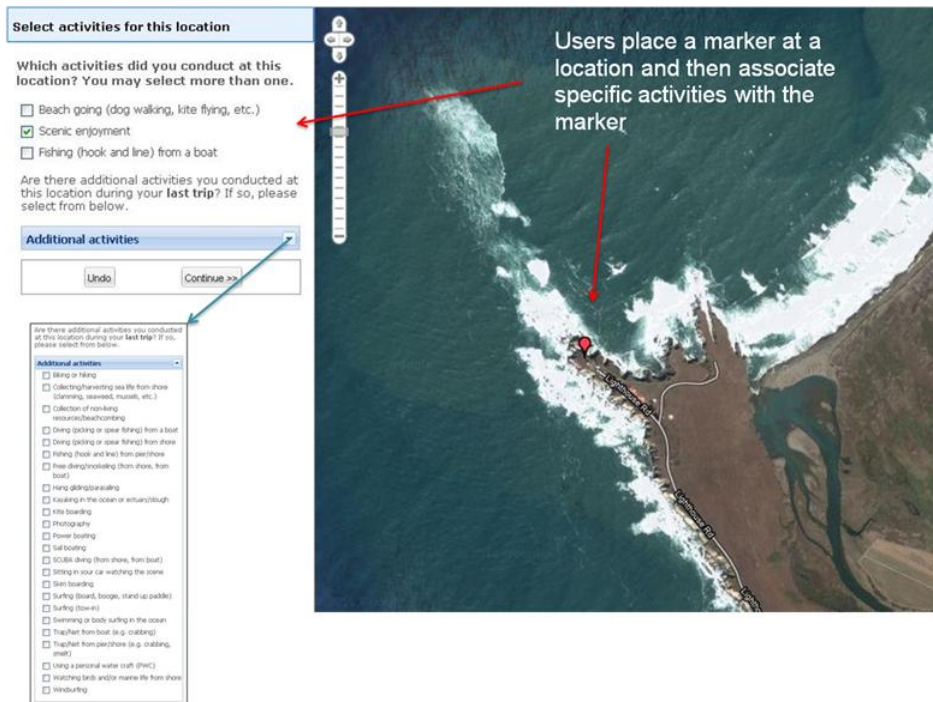 Select activities for this location
Which activities did you conduct at this
location? You may select more than one.
Beach going (dog walking, kite flying, etc.)
Scenic enjoyment
Fishing (hook and line) from a boat
Are there additional activities you conducted at
this location during your last trip? If so, please
select from below.
Additional activities
Undo
Continue >>
Users place a marker at a
location and then associate
specific activities with the
marker
Lighthouse Rd
Lighthouse Rd
Lighthou
Are there additional activities you conducted
at this location during your last trip? If so,
please select from below.
Additional activities
Biking or hiking
Collecting/harvesting sea life from shore
(clamming, seaweed, mussels, etc.)
Collection of non-living
resources/beachcombing
Diving (picking or spear fishing) from a boat
Diving (picking or spear fishing) from shore
Fishing (hook and line) from pier/shore
Free diving/snorkeling (from shore, from
boat)
Hang gliding/parasailing
Kayaking in the ocean or estuary/slough
Kite boarding
Photography
Power boating
Sail boating
SCUBA diving (from shore, from boat)
Sitting in your car watching the scene
Skim boarding
Surfing (board, boogie, stand up paddle)
Surfing (tow-in)
Swimming or body surfing in the ocean
Trap/Net from boat (e.g. crabbing)
Trap/Net from pier/shore (e.g. crabbing,
smelt)
Using a personal water craft (PWC)
Watching birds and/or marine life from shore
Windsurfing